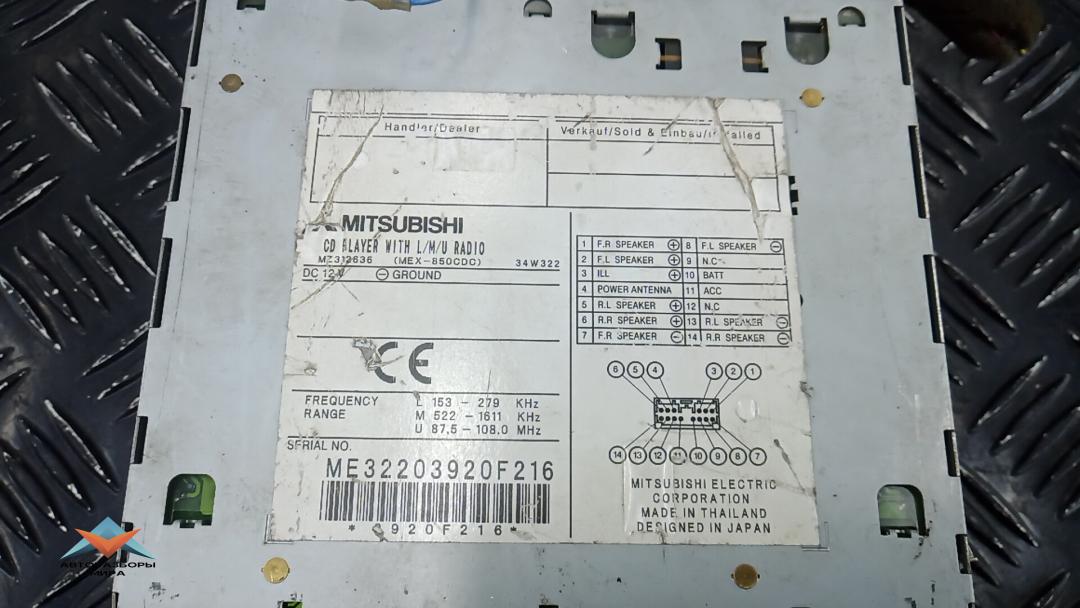 Handler/Dealer
Verkauf/Sold & Einbau/Installed
MITSUBISHI
CD PLAYER WITH L/M/U RADIO
MZ312636 (MEX-850CDC) 34W322
DC 12V ⊖ GROUND
1 F.R SPEAKER ⊕ 8 F.L SPEAKER ⊖
2 F.L SPEAKER ⊕ 9 N.C
3 ILL ⊕ 10 BATT
4 POWER ANTENNA 11 ACC
5 R.L SPEAKER ⊕ 12 N.C
6 R.R SPEAKER ⊕ 13 R.L SPEAKER ⊖
7 F.R SPEAKER ⊖ 14 R.R SPEAKER ⊖
CE
FREQUENCY RANGE
L 153 - 279 KHz
M 522 - 1611 KHz
U 87.5 - 108.0 MHz
6 5 4 3 2 1
14 13 12 11 10 9 8 7
SERIAL NO.
ME32203920F216
920F216*
MITSUBISHI ELECTRIC
CORPORATION
MADE IN THAILAND
DESIGNED IN JAPAN
АВТОРАЗБОРЫ
МИРА